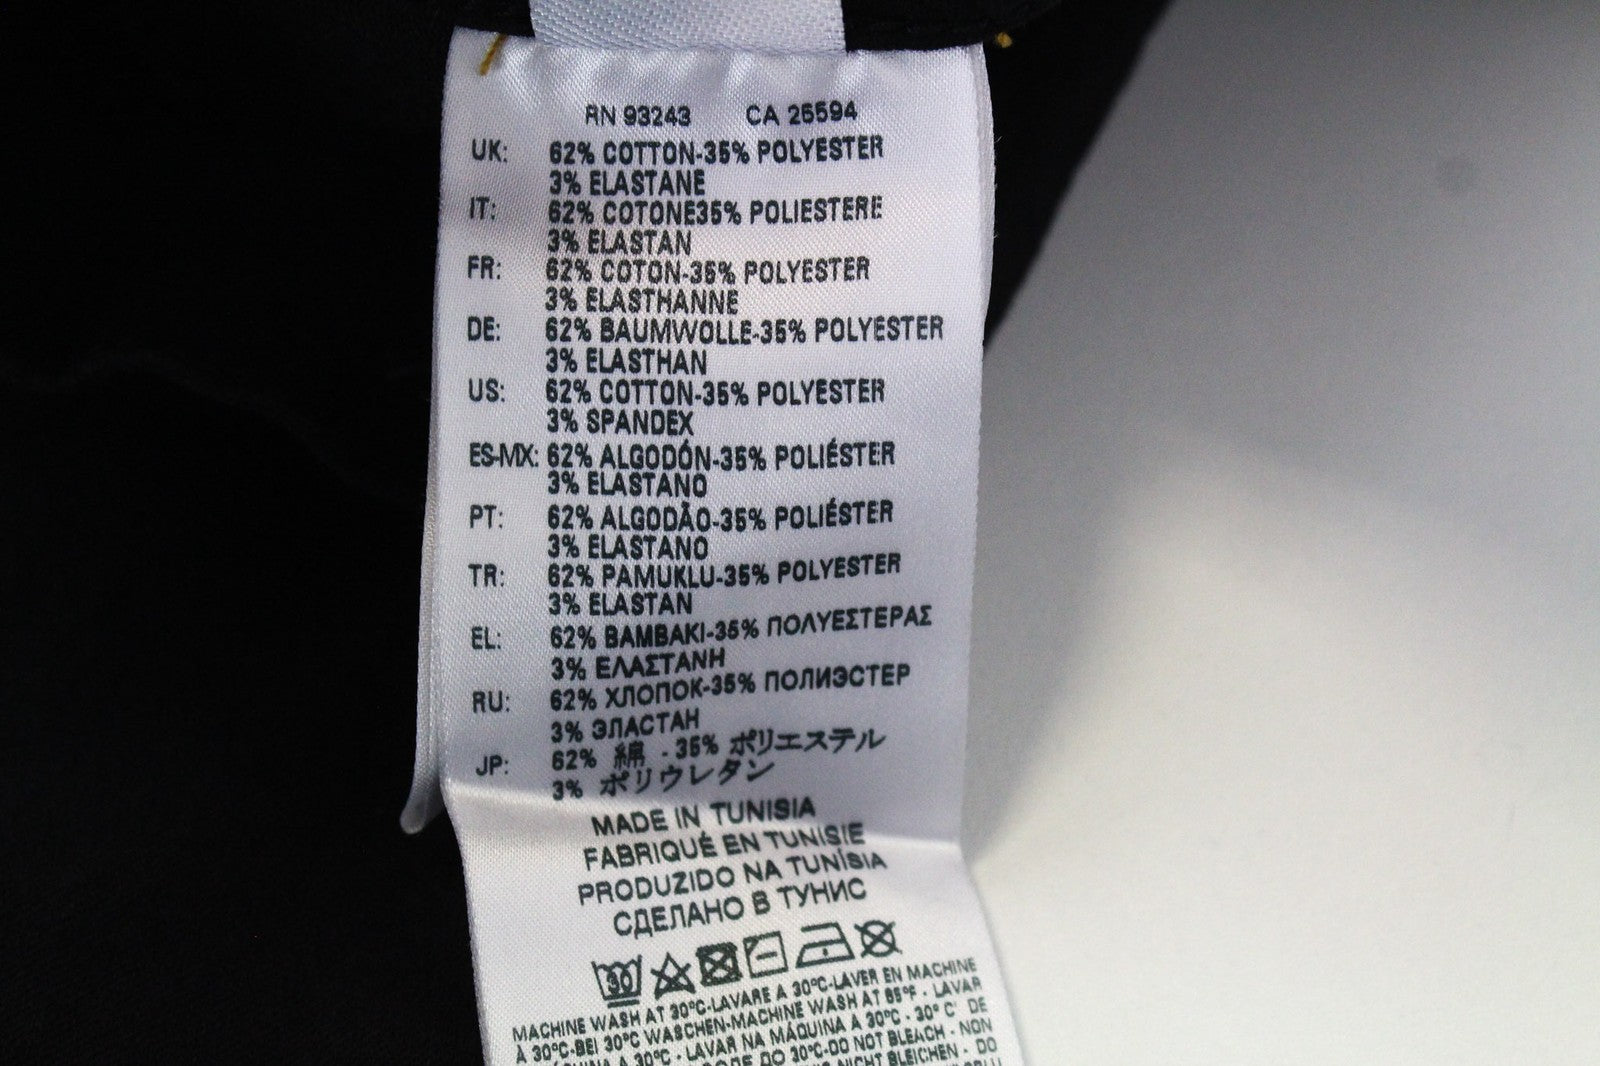 RN 93243 CA 25594
UK: 62% COTTON-35% POLYESTER
3% ELASTANE
IT: 62% COTONE35% POLIESTERE
3% ELASTAN
FR: 62% COTON-35% POLYESTER
3% ELASTHANNE
DE: 62% BAUMWOLLE-35% POLYESTER
3% ELASTHAN
US: 62% COTTON-35% POLYESTER
3% SPANDEX
ES-MX: 62% ALGODÓN-35% POLIÉSTER
3% ELASTANO
PT: 62% ALGODÃO-35% POLIÉSTER
3% ELASTANO
TR: 62% PAMUKLU-35% POLYESTER
3% ELASTAN
EL: 62% ΒΑΜΒΑΚΙ-35% ΠΟΛΥΕΣΤΕΡΑΣ
3% ΕΛΑΣΤΑΝΗ
RU: 62% ХЛОПОК-35% ПОЛИЭСТЕР
3% ЭЛАСТАН
JP: 62% 綿 - 35% ポリエステル
3% ポリウレタン
MADE IN TUNISIA
FABRIQUÉ EN TUNISIE
PRODUZIDO NA TUNÍSIA
СДЕЛАНО В ТУНИС
30
MACHINE WASH AT 30°C-LAVARE A 30°C-LAVER EN MACHINE
À 30°C-BEI 30°C WASCHEN-MACHINE WASH AT 85°F - LAVAR
A 30°C - LAVAR NA MÁQUINA À 30°C - 30° C' DE
ДО 30°C-DO NOT BLEACH - NON
NICHT BLEICHEN - DO